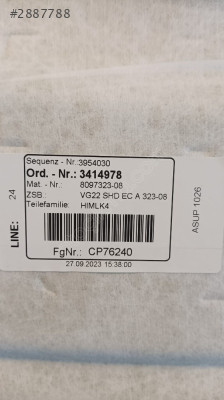 #2887788
Sequenz - Nr.:3954030
Ord. - Nr.: 3414978
Mat. - Nr.: 8097323-08
ZSB.: VG22 SHD EC A 323-08
Teilefamilie: HIMLK4
LINE: 24
ASUP 1026
FgNr.: CP76240
27.09.2023 15:38:00